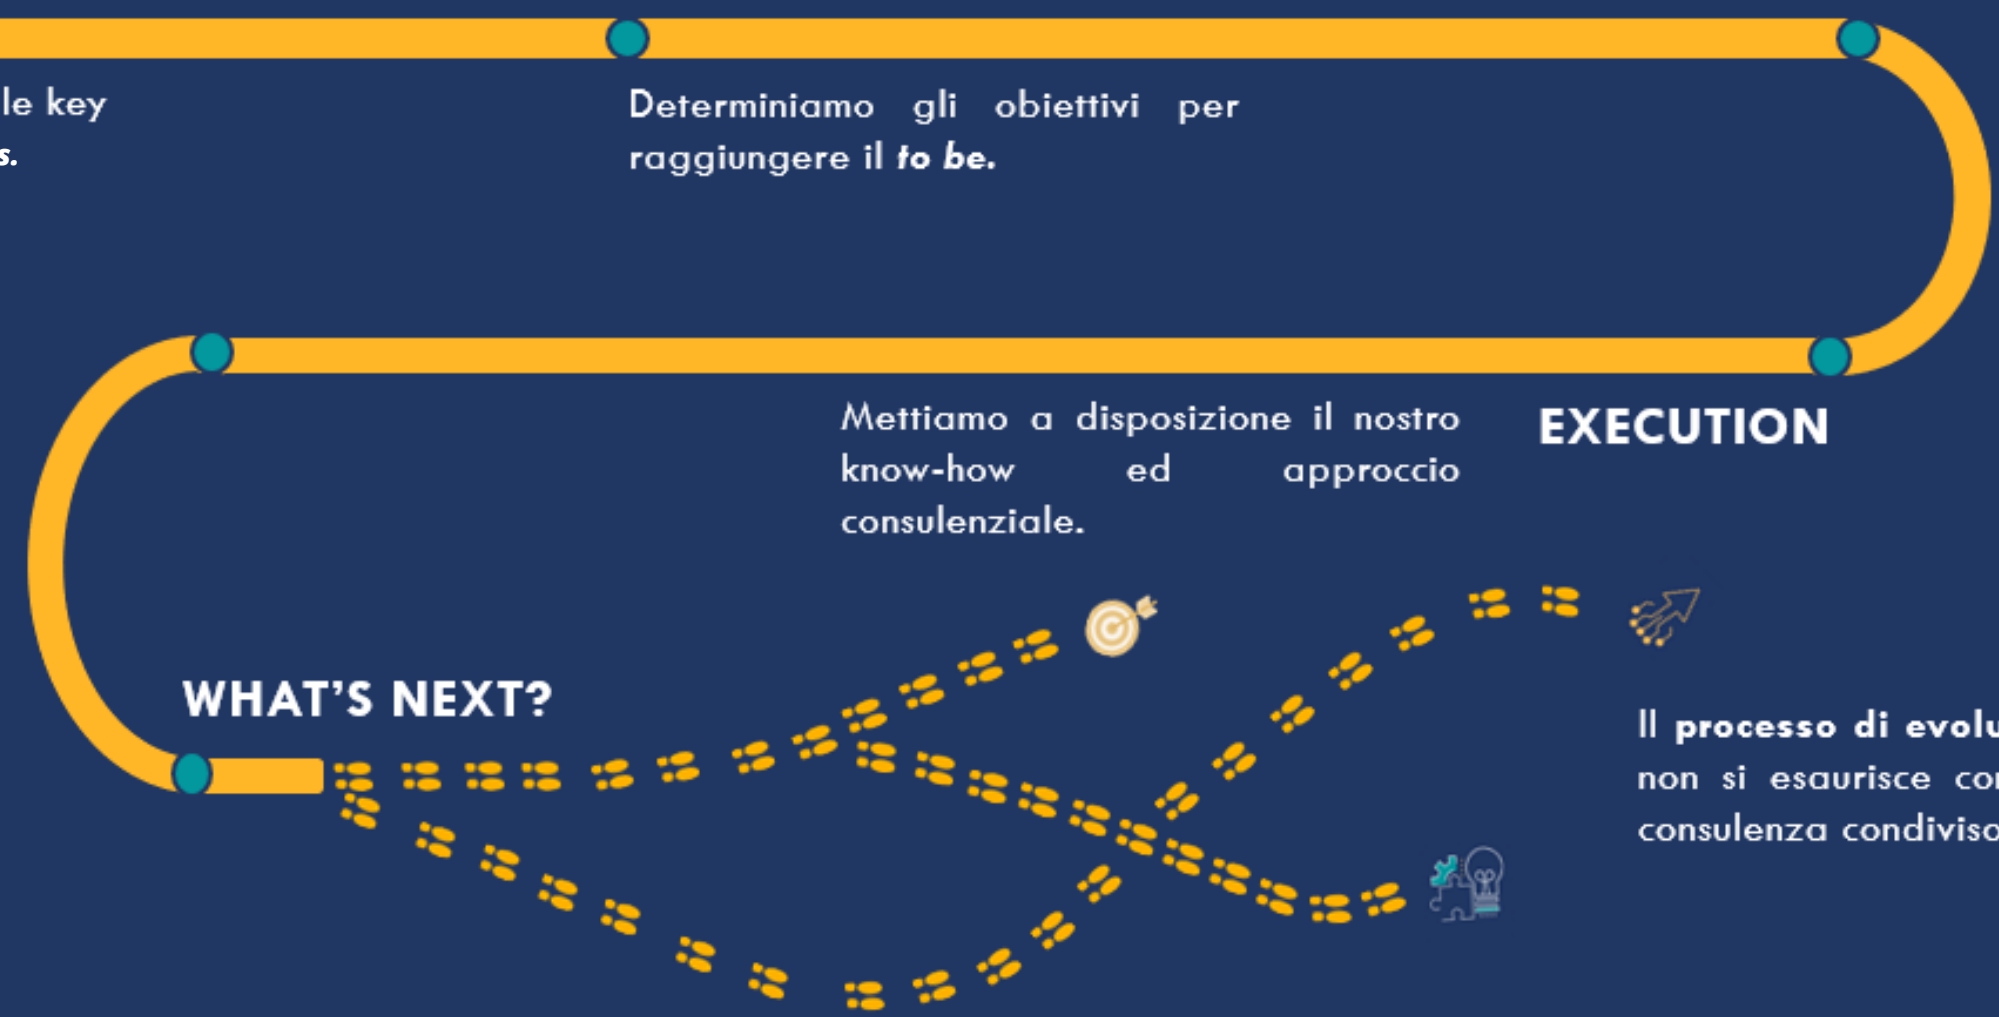 le key
s.
Determiniamo gli obiettivi per
raggiungere il to be.
Mettiamo a disposizione il nostro
know-how ed approccio
consulenziale.
EXECUTION
WHAT'S NEXT?
Il processo di evolu
non si esaurisce co
consulenza condiviso